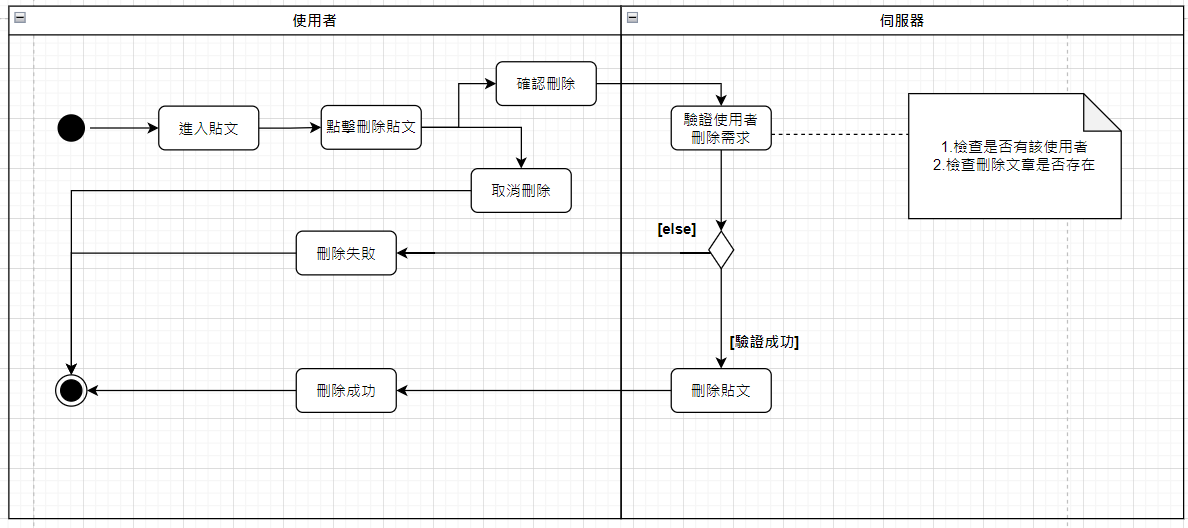 使用者
伺服器
確認刪除
進入貼文
點擊刪除貼文
驗證使用者
刪除需求
1.檢查是否有該使用者
2.檢查刪除文章是否存在
取消刪除
[else]
刪除失敗
[驗證成功]
刪除成功
刪除貼文